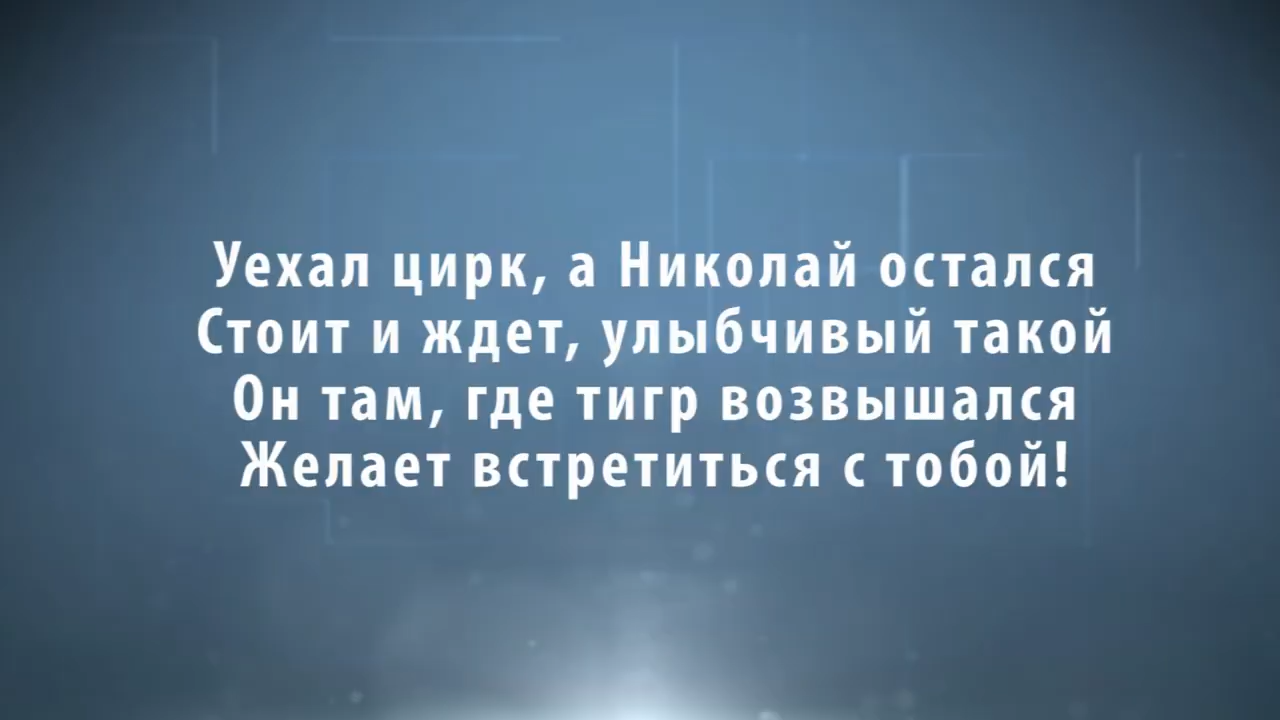 Уехал цирк, а Николай остался
Стоит и ждет, улыбчивый такой
Он там, где тигр возвышался
Желает встретиться с тобой!